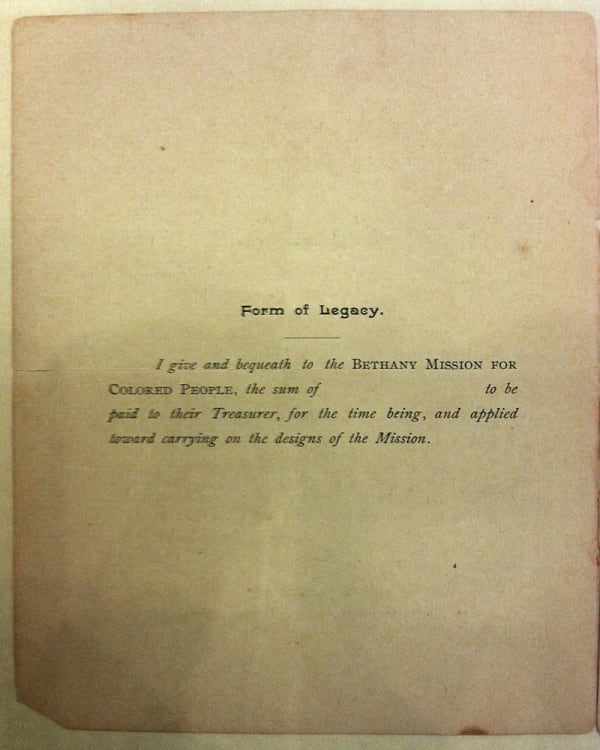 Form of Legacy.
I give and bequeath to the BETHANY MISSION FOR
COLORED PEOPLE, the sum of to be
paid to their Treasurer, for the time being, and applied
toward carrying on the designs of the Mission.